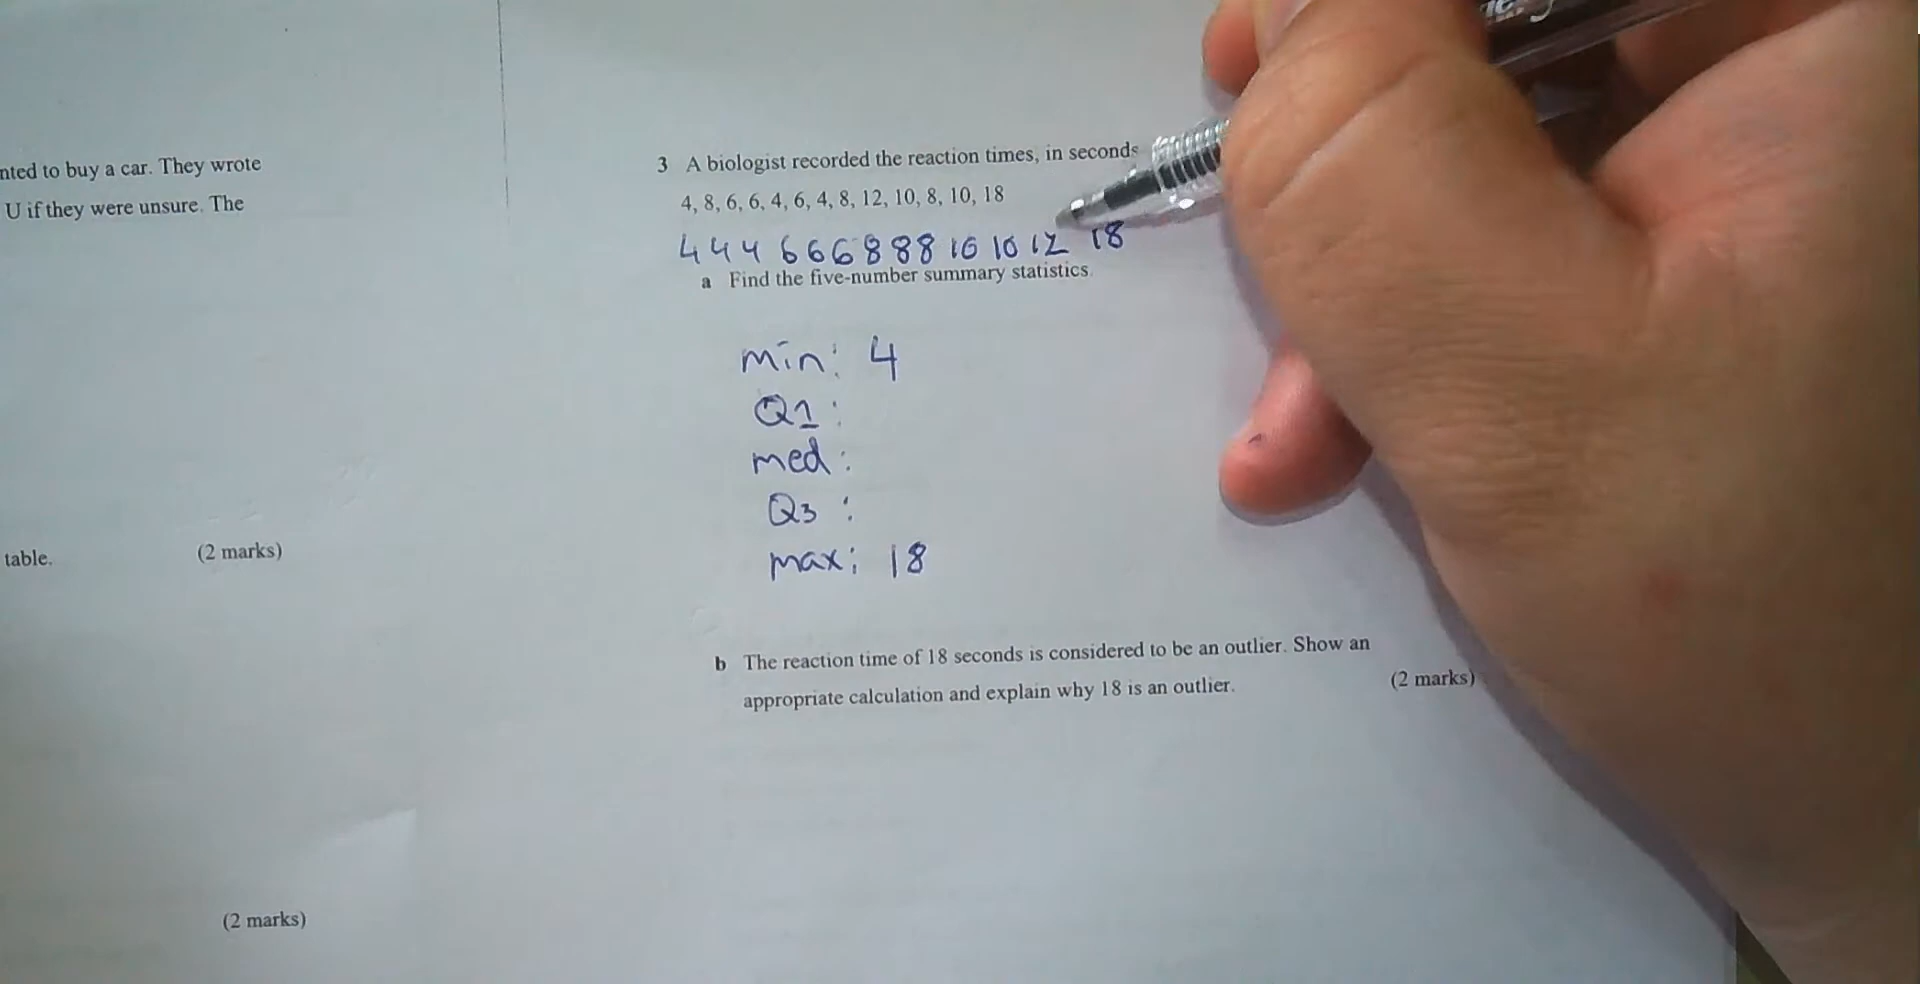 nted to buy a car. They wrote
U if they were unsure. The
table. (2 marks)
(2 marks)
3 A biologist recorded the reaction times, in seconds
4, 8, 6, 6, 4, 6, 4, 8, 12, 10, 8, 10, 18
4 4 4 6 6 6 8 8 8 10 10 12 18
a Find the five-number summary statistics.
min: 4
Q1:
med:
Q3:
max: 18
b The reaction time of 18 seconds is considered to be an outlier. Show an
appropriate calculation and explain why 18 is an outlier. (2 marks)